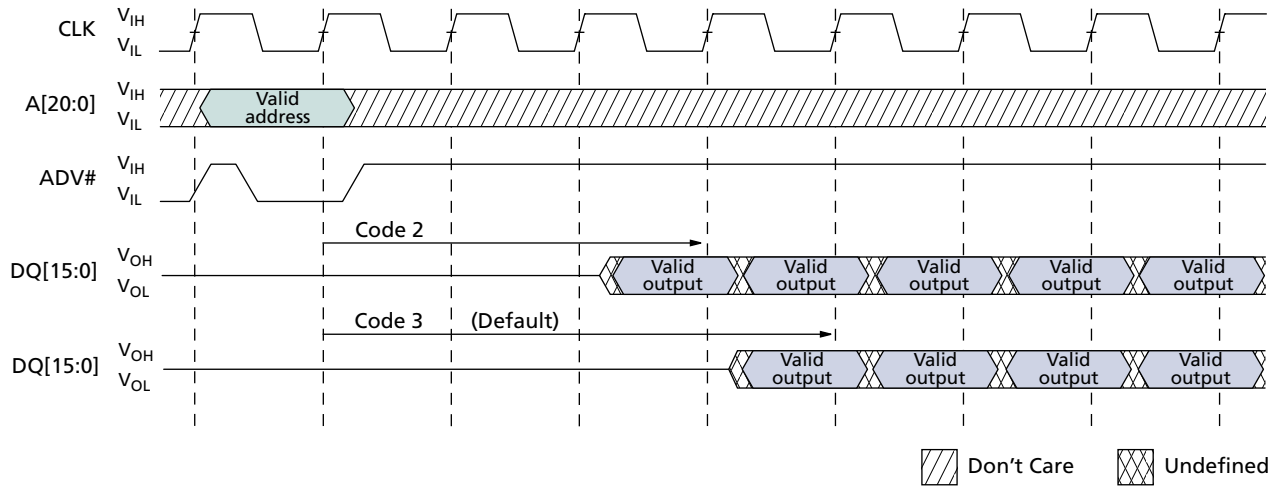 CLK
VIH
VIL
A[20:0]
VIH
VIL
Valid
address
ADV#
VIH
VIL
Code 2
DQ[15:0]
VOH
VOL
Valid
output
Valid
output
Valid
output
Valid
output
Valid
output
Code 3 (Default)
DQ[15:0]
VOH
VOL
Valid
output
Valid
output
Valid
output
Valid
output
Don't Care
Undefined